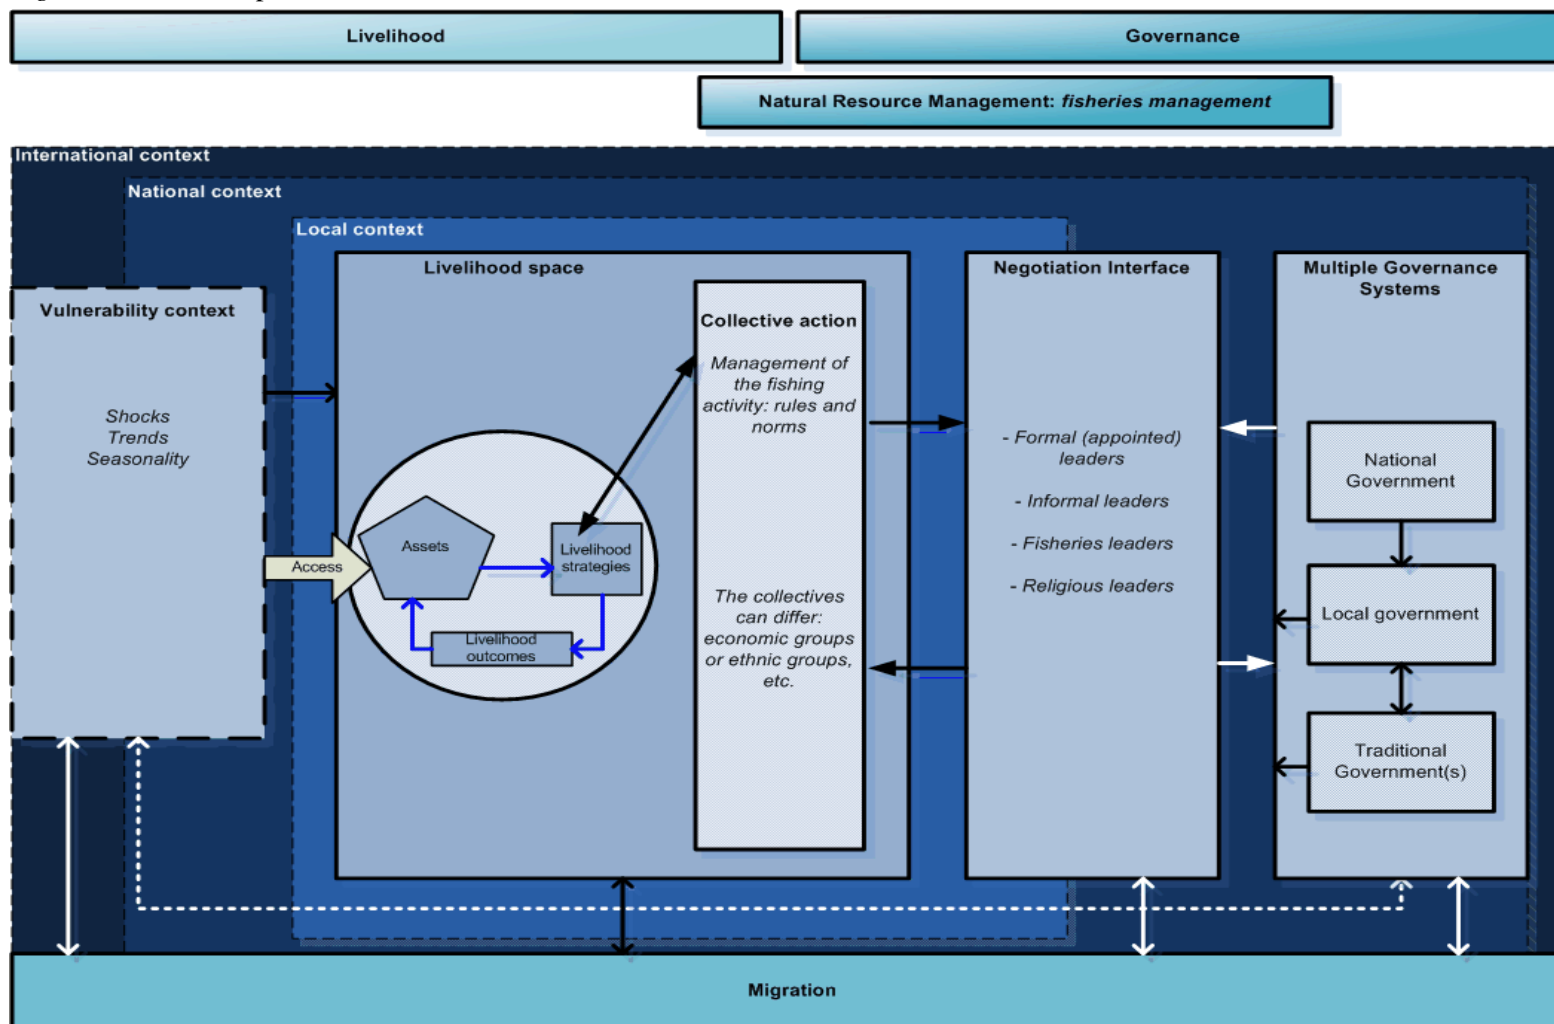 Livelihood
Governance
Natural Resource Management: fisheries management
International context
National context
Local context
Vulnerability context
Shocks
Trends
Seasonality
Access
Livelihood space
Assets
Livelihood
strategies
Livelihood
outcomes
Collective action
Management of
the fishing
activity: rules and
norms
The collectives
can differ:
economic groups
or ethnic groups,
etc.
Negotiation Interface
- Formal (appointed)
leaders
- Informal leaders
- Fisheries leaders
- Religious leaders
Multiple Governance
Systems
National
Government
Local government
Traditional
Government(s)
Migration